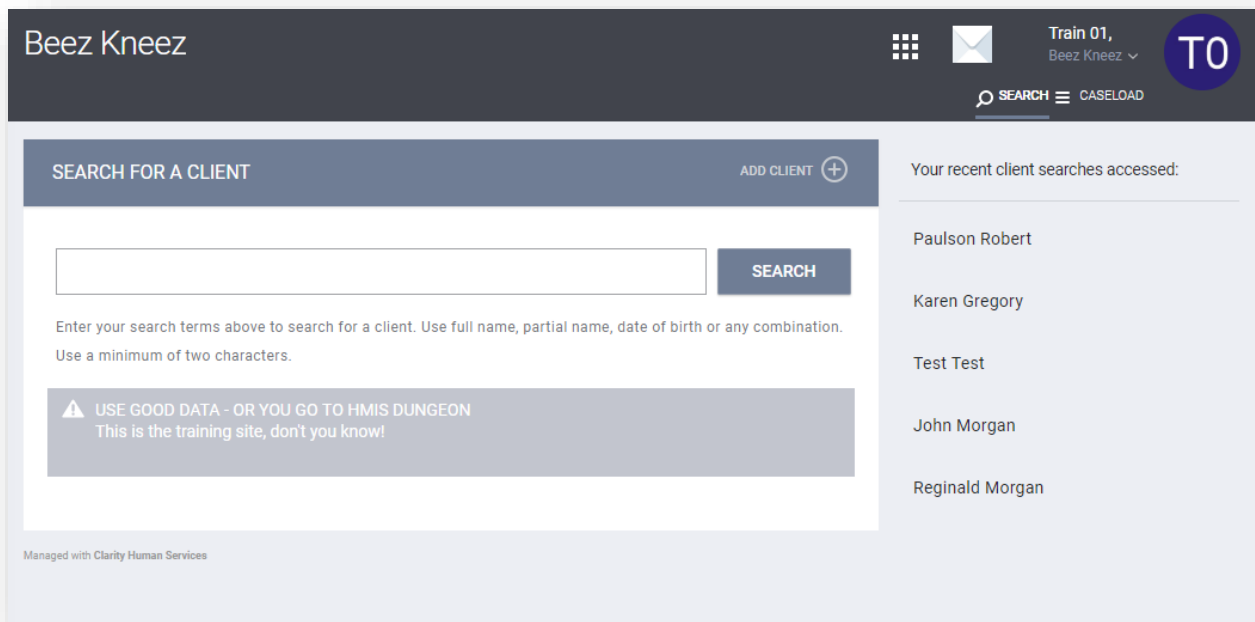 Beez Kneez
Train 01,
Beez Kneez
T0
SEARCH
CASELOAD
SEARCH FOR A CLIENT
ADD CLIENT
SEARCH
Enter your search terms above to search for a client. Use full name, partial name, date of birth or any combination.
Use a minimum of two characters.
USE GOOD DATA - OR YOU GO TO HMIS DUNGEON
This is the training site, don't you know!
Managed with Clarity Human Services
Your recent client searches accessed:
Paulson Robert
Karen Gregory
Test Test
John Morgan
Reginald Morgan